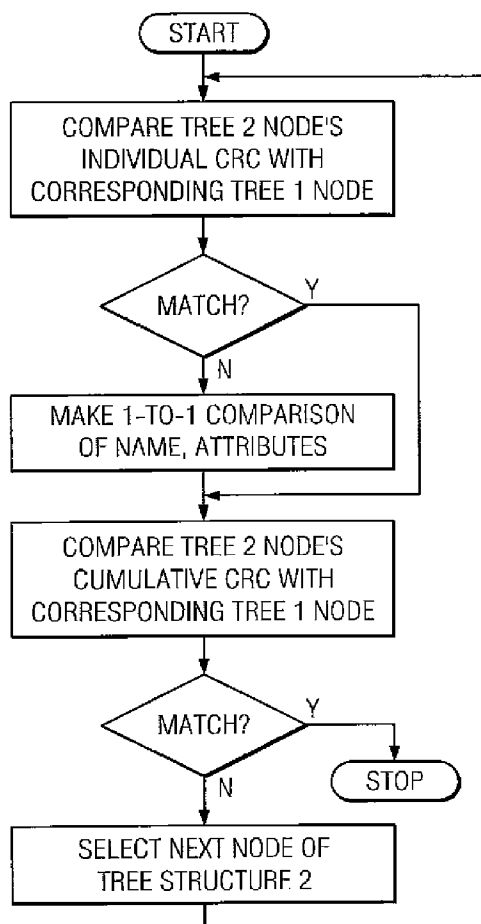 START
COMPARE TREE 2 NODE'S
INDIVIDUAL CRC WITH
CORRESPONDING TREE 1 NODE
MATCH?
Y
N
MAKE 1-TO-1 COMPARISON
OF NAME, ATTRIBUTES
COMPARE TREE 2 NODE'S
CUMULATIVE CRC WITH
CORRESPONDING TREE 1 NODE
MATCH?
Y
N
STOP
SELECT NEXT NODE OF
TREE STRUCTURE 2